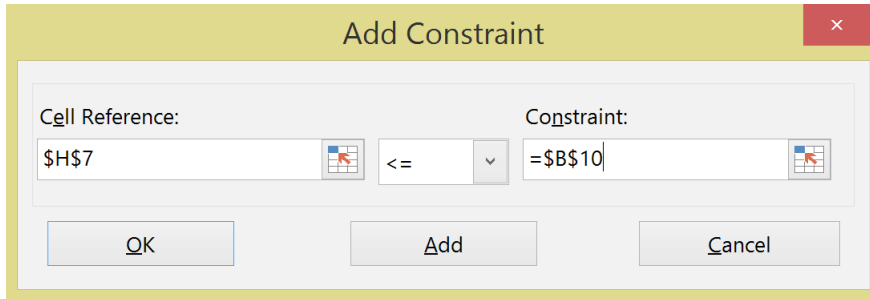 Add Constraint
×
Cell Reference:
Constraint:
$H$7
<=
=$B$10
OK
Add
Cancel